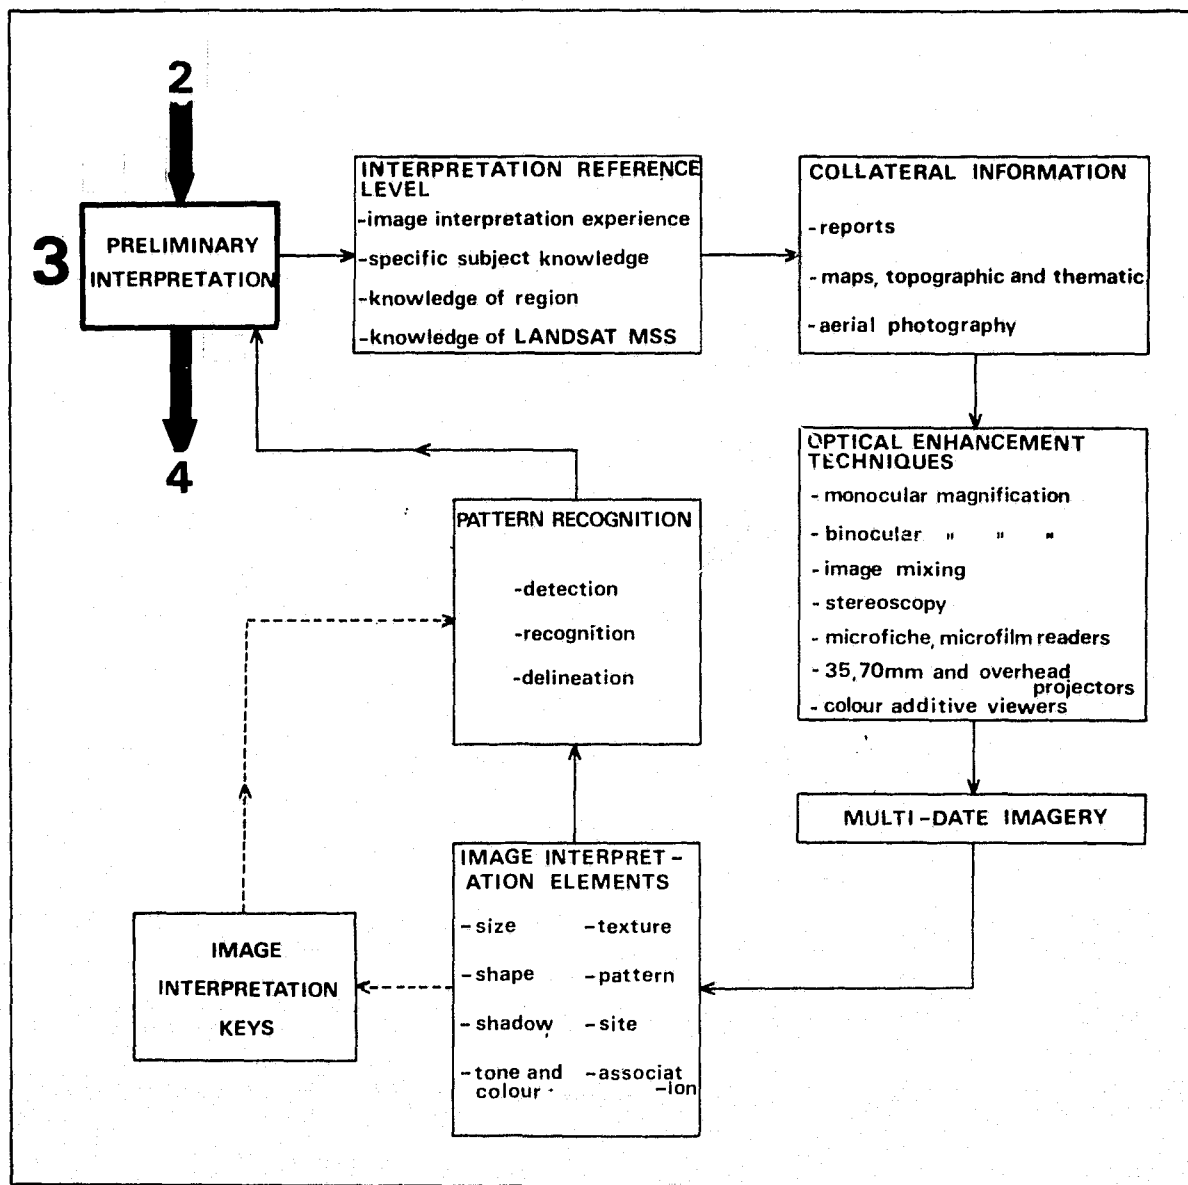 2
3
PRELIMINARY
INTERPRETATION
4
INTERPRETATION REFERENCE
LEVEL
-image interpretation experience
-specific subject knowledge
-knowledge of region
-knowledge of LANDSAT MSS
COLLATERAL INFORMATION
-reports
-maps, topographic and thematic
-aerial photography
OPTICAL ENHANCEMENT
TECHNIQUES
- monocular magnification
- binocular " " "
- image mixing
- stereoscopy
- microfiche, microfilm readers
- 35,70mm and overhead
projectors
- colour additive viewers
MULTI-DATE IMAGERY
IMAGE INTERPRET-
ATION ELEMENTS
-size -texture
-shape -pattern
-shadow -site
-tone and -associat
colour -ion
IMAGE
INTERPRETATION
KEYS
PATTERN RECOGNITION
-detection
-recognition
-delineation